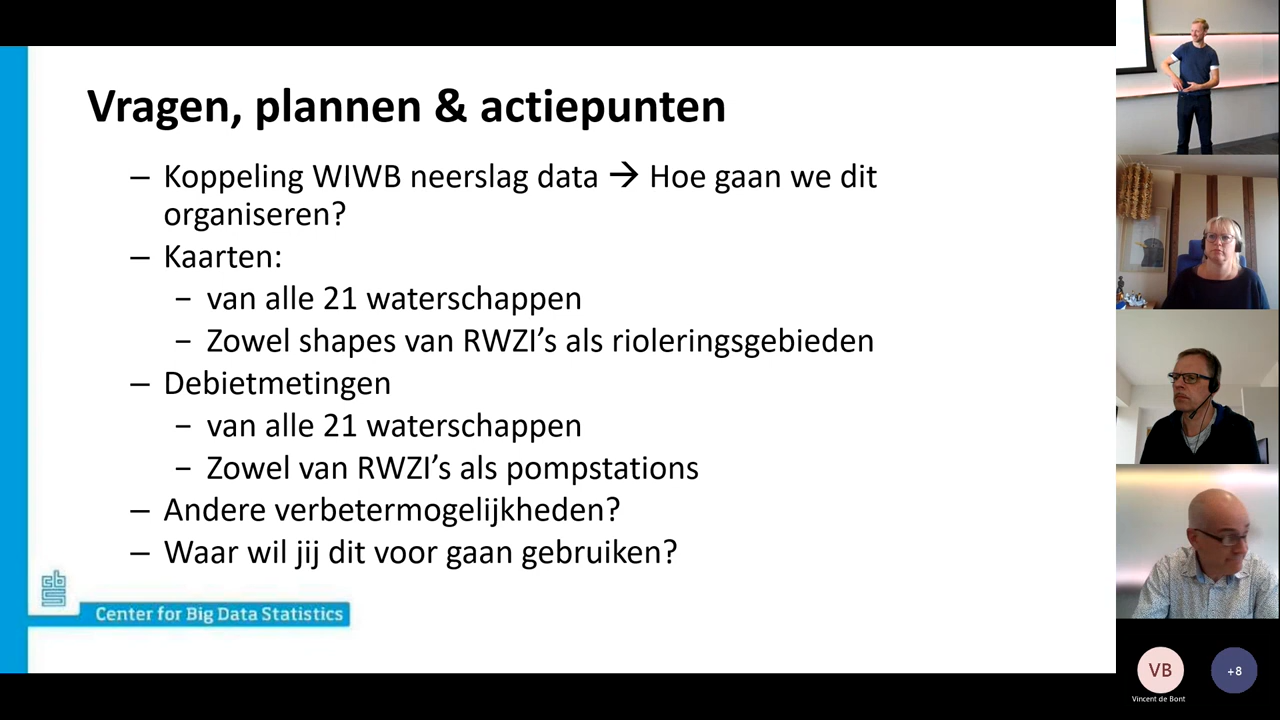 Vragen, plannen & actiepunten
– Koppeling WIWB neerslag data → Hoe gaan we dit
organiseren?
– Kaarten:
– van alle 21 waterschappen
– Zowel shapes van RWZI’s als rioleringsgebieden
– Debietmetingen
– van alle 21 waterschappen
– Zowel van RWZI’s als pompstations
– Andere verbetermogelijkheden?
– Waar wil jij dit voor gaan gebruiken?
cbs
Center for Big Data Statistics
VB
+8
Vincent de Bont